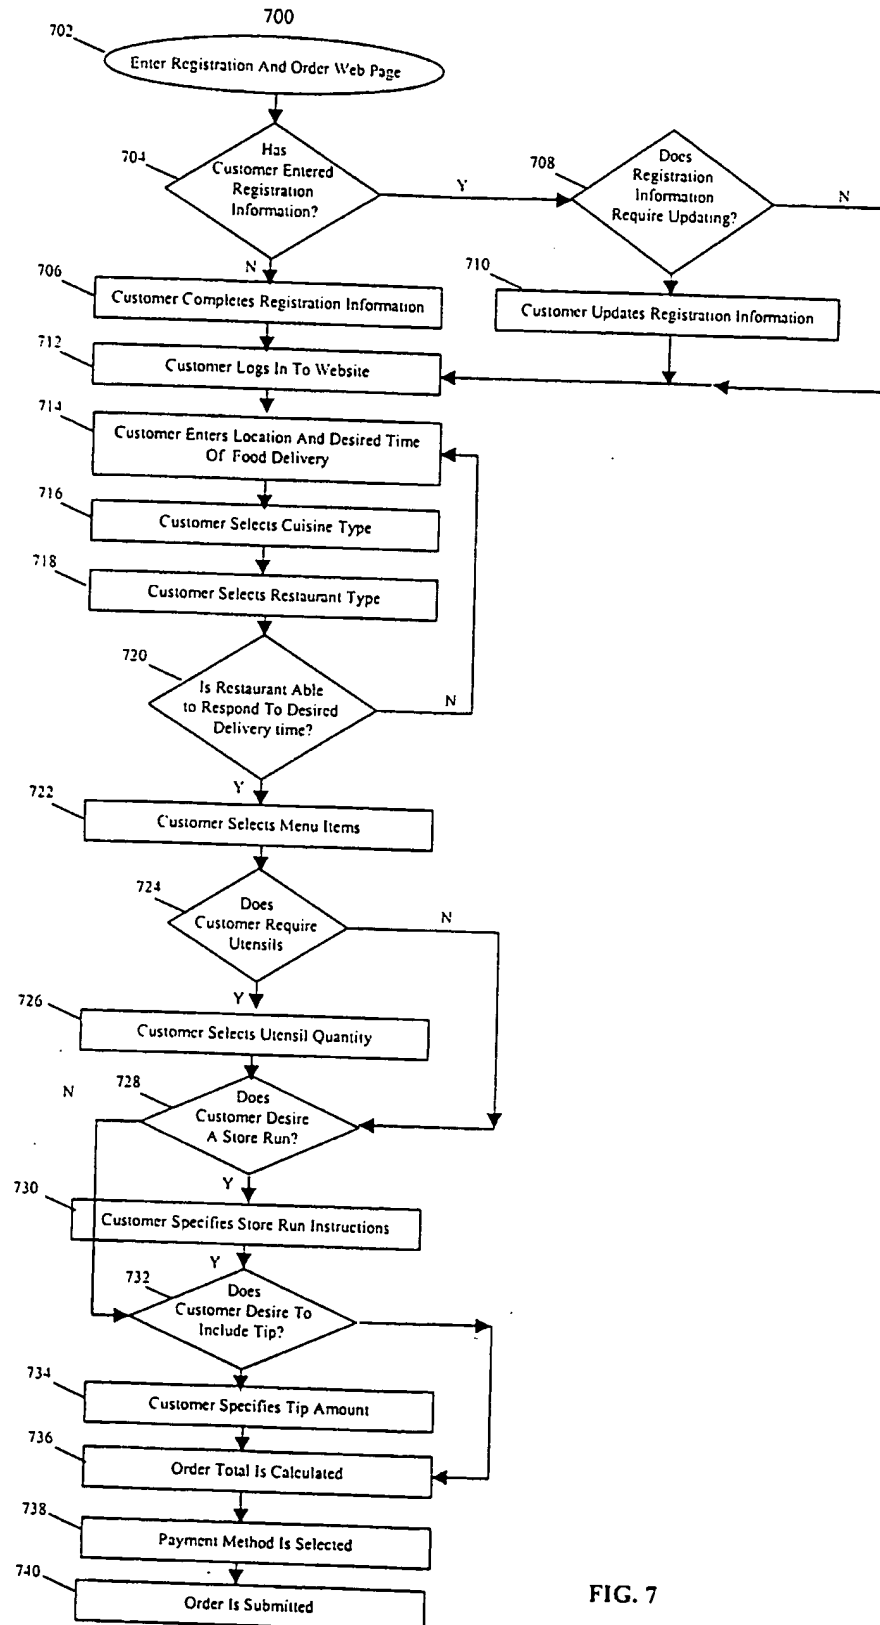 700
702
Enter Registration And Order Web Page
704
Has
Customer Entered
Registration
Information?
Y
708
Does
Registration
Information
Require Updating?
N
N
706
Customer Completes Registration Information
710
Customer Updates Registration Information
712
Customer Logs In To Website
714
Customer Enters Location And Desired Time
Of Food Delivery
716
Customer Selects Cuisine Type
718
Customer Selects Restaurant Type
720
Is Restaurant Able
to Respond To Desired
Delivery time?
N
Y
722
Customer Selects Menu Items
724
Does
Customer Require
Utensils
N
Y
726
Customer Selects Utensil Quantity
N
728
Does
Customer Desire
A Store Run?
Y
730
Customer Specifies Store Run Instructions
Y
732
Does
Customer Desire To
Include Tip?
734
Customer Specifies Tip Amount
736
Order Total Is Calculated
738
Payment Method Is Selected
740
Order Is Submitted
FIG. 7